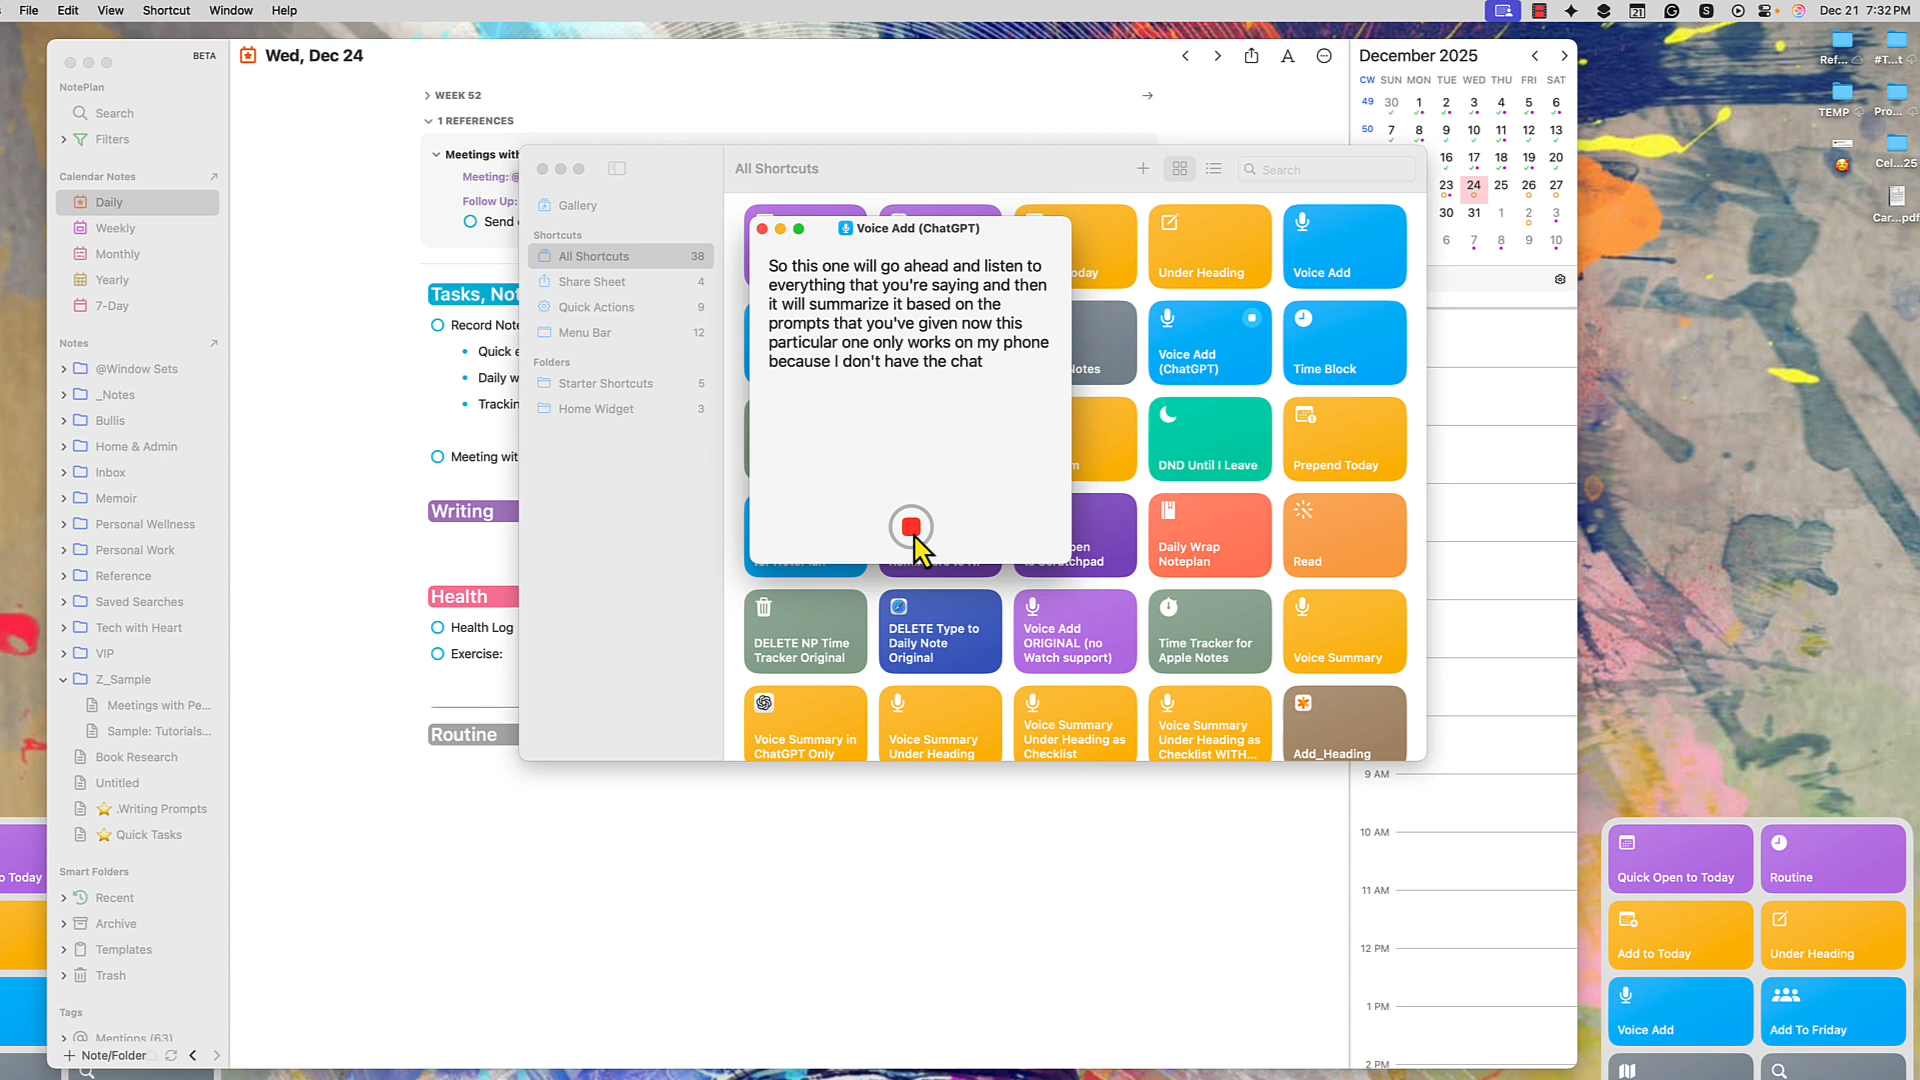 File Edit View Shortcut Window Help
21
Dec 21 7:32 PM
BETA
NotePlan
Search
Filters
Calendar Notes
Daily
Weekly
Monthly
Yearly
7-Day
Notes
@Window Sets
_Notes
Bullis
Home & Admin
Inbox
Memoir
Personal Wellness
Personal Work
Reference
Saved Searches
Tech with Heart
VIP
Z_Sample
Meetings with Pe...
Sample: Tutorials...
Book Research
Untitled
.Writing Prompts
Quick Tasks
Smart Folders
Recent
Archive
Templates
Trash
Tags
Mentions (63)
Note/Folder
Wed, Dec 24
WEEK 52
1 REFERENCES
Meetings with
Meeting: @
Follow Up:
Send
Tasks, Not
Record Note
Quick e
Daily w
Trackin
Meeting wit
Writing
Health
Health Log
Exercise:
Routine
Gallery
Shortcuts
All Shortcuts 38
Share Sheet 4
Quick Actions 9
Menu Bar 12
Folders
Starter Shortcuts 5
Home Widget 3
All Shortcuts
Search
Voice Add (ChatGPT)
So this one will go ahead and listen to
everything that you're saying and then
it will summarize it based on the
prompts that you've given now this
particular one only works on my phone
because I don't have the chat
oday
Under Heading
Voice Add
Notes
Voice Add
(ChatGPT)
Time Block
DND Until I Leave
Prepend Today
pen
to Scratchpad
Daily Wrap
Noteplan
Read
DELETE NP Time
Tracker Original
DELETE Type to
Daily Note
Original
Voice Add
ORIGINAL (no
Watch support)
Time Tracker for
Apple Notes
Voice Summary
Voice Summary in
ChatGPT Only
Voice Summary
Under Heading
Voice Summary
Under Heading as
Checklist
Voice Summary
Under Heading as
Checklist WITH...
Add_Heading
December 2025
CW SUN MON TUE WED THU FRI SAT
49 30 1 2 3 4 5 6
50 7 8 9 10 11 12 13
16 17 18 19 20
23 24 25 26 27
30 31 1 2 3
6 7 8 9 10
9 AM
10 AM
11 AM
12 PM
1 PM
2 PM
Ref...
#T...t
TEMP
Pro...
Cel...25
Car...pdf
o Today
Quick Open to Today
Routine
Add to Today
Under Heading
Voice Add
Add To Friday